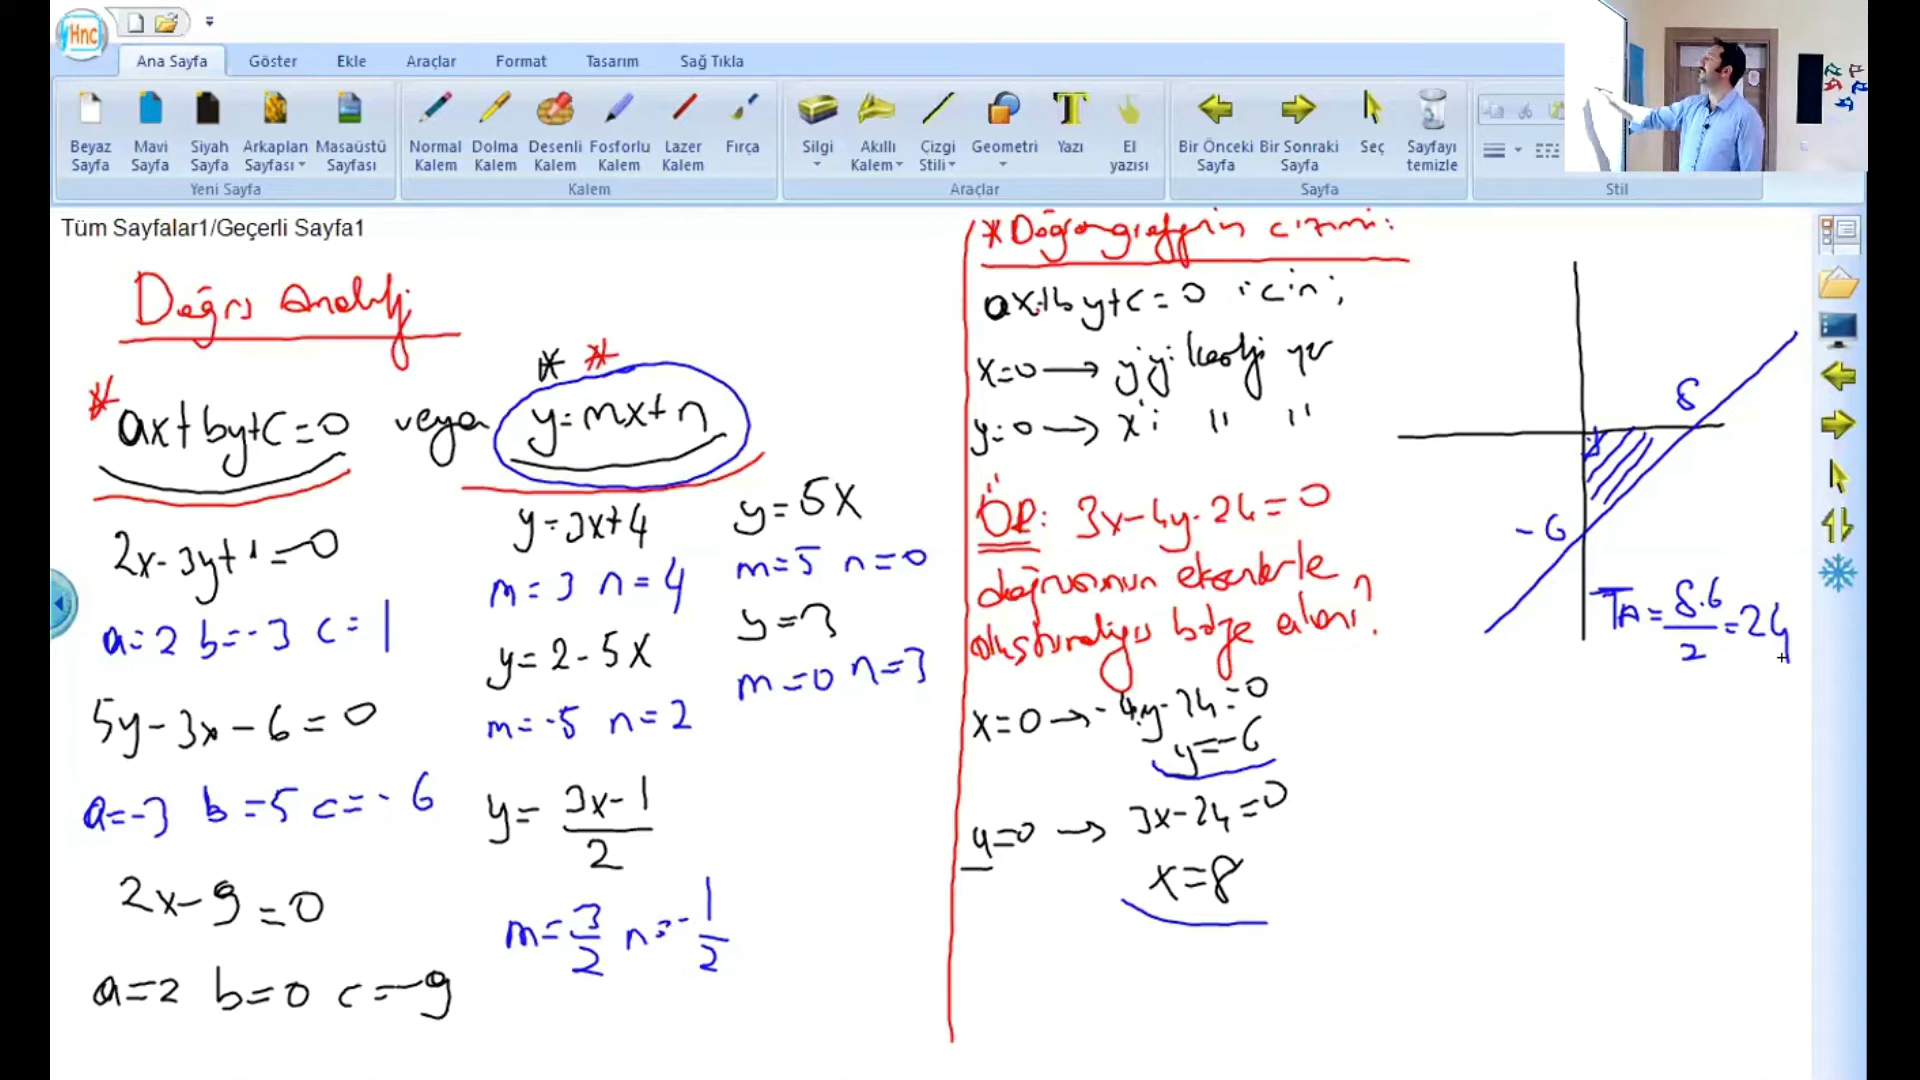 Hnc
Ana Sayfa Göster Ekle Araçlar Format Tasarım Sağ Tıkla
Beyaz Sayfa
Mavi Sayfa
Siyah Sayfa
Arkaplan Sayfası
Masaüstü Sayfası
Yeni Sayfa
Normal Kalem
Dolma Kalem
Desenli Kalem
Fosforlu Kalem
Lazer Kalem
Fırça
Kalem
Silgi
Akıllı Kalem
Çizgi Stili
Geometri
Yazı
El yazısı
Araçlar
Bir Önceki Sayfa
Bir Sonraki Sayfa
Seç
Sayfayı temizle
Sayfa
Stil
Tüm Sayfalar1/Geçerli Sayfa1
Doğru Analitiği
* ax+by+c=0 veya y=mx+n * *
2x-3y+1=0
a=2 b=-3 c=1
5y-3x-6=0
a=-3 b=5 c=-6
2x-9=0
a=2 b=0 c=-9
y=3x+4
m=3 n=4
y=2-5x
m=-5 n=2
y=3x-1/2
m=3/2 n=-1/2
y=5x
m=5 n=0
y=3
m=0 n=3
* Doğru grafiğinin çizimi:
ax+by+c=0 için;
x=0→ y'yi kestiği yer
y=0→ x'i " "
ÖR: 3x-4y-24=0
doğrusunun eksenlerle
oluşturduğu bölge alanı?
x=0→ -4y-24=0
y=-6
y=0→ 3x-24=0
x=8
8
-6
TA=8.6/2=24